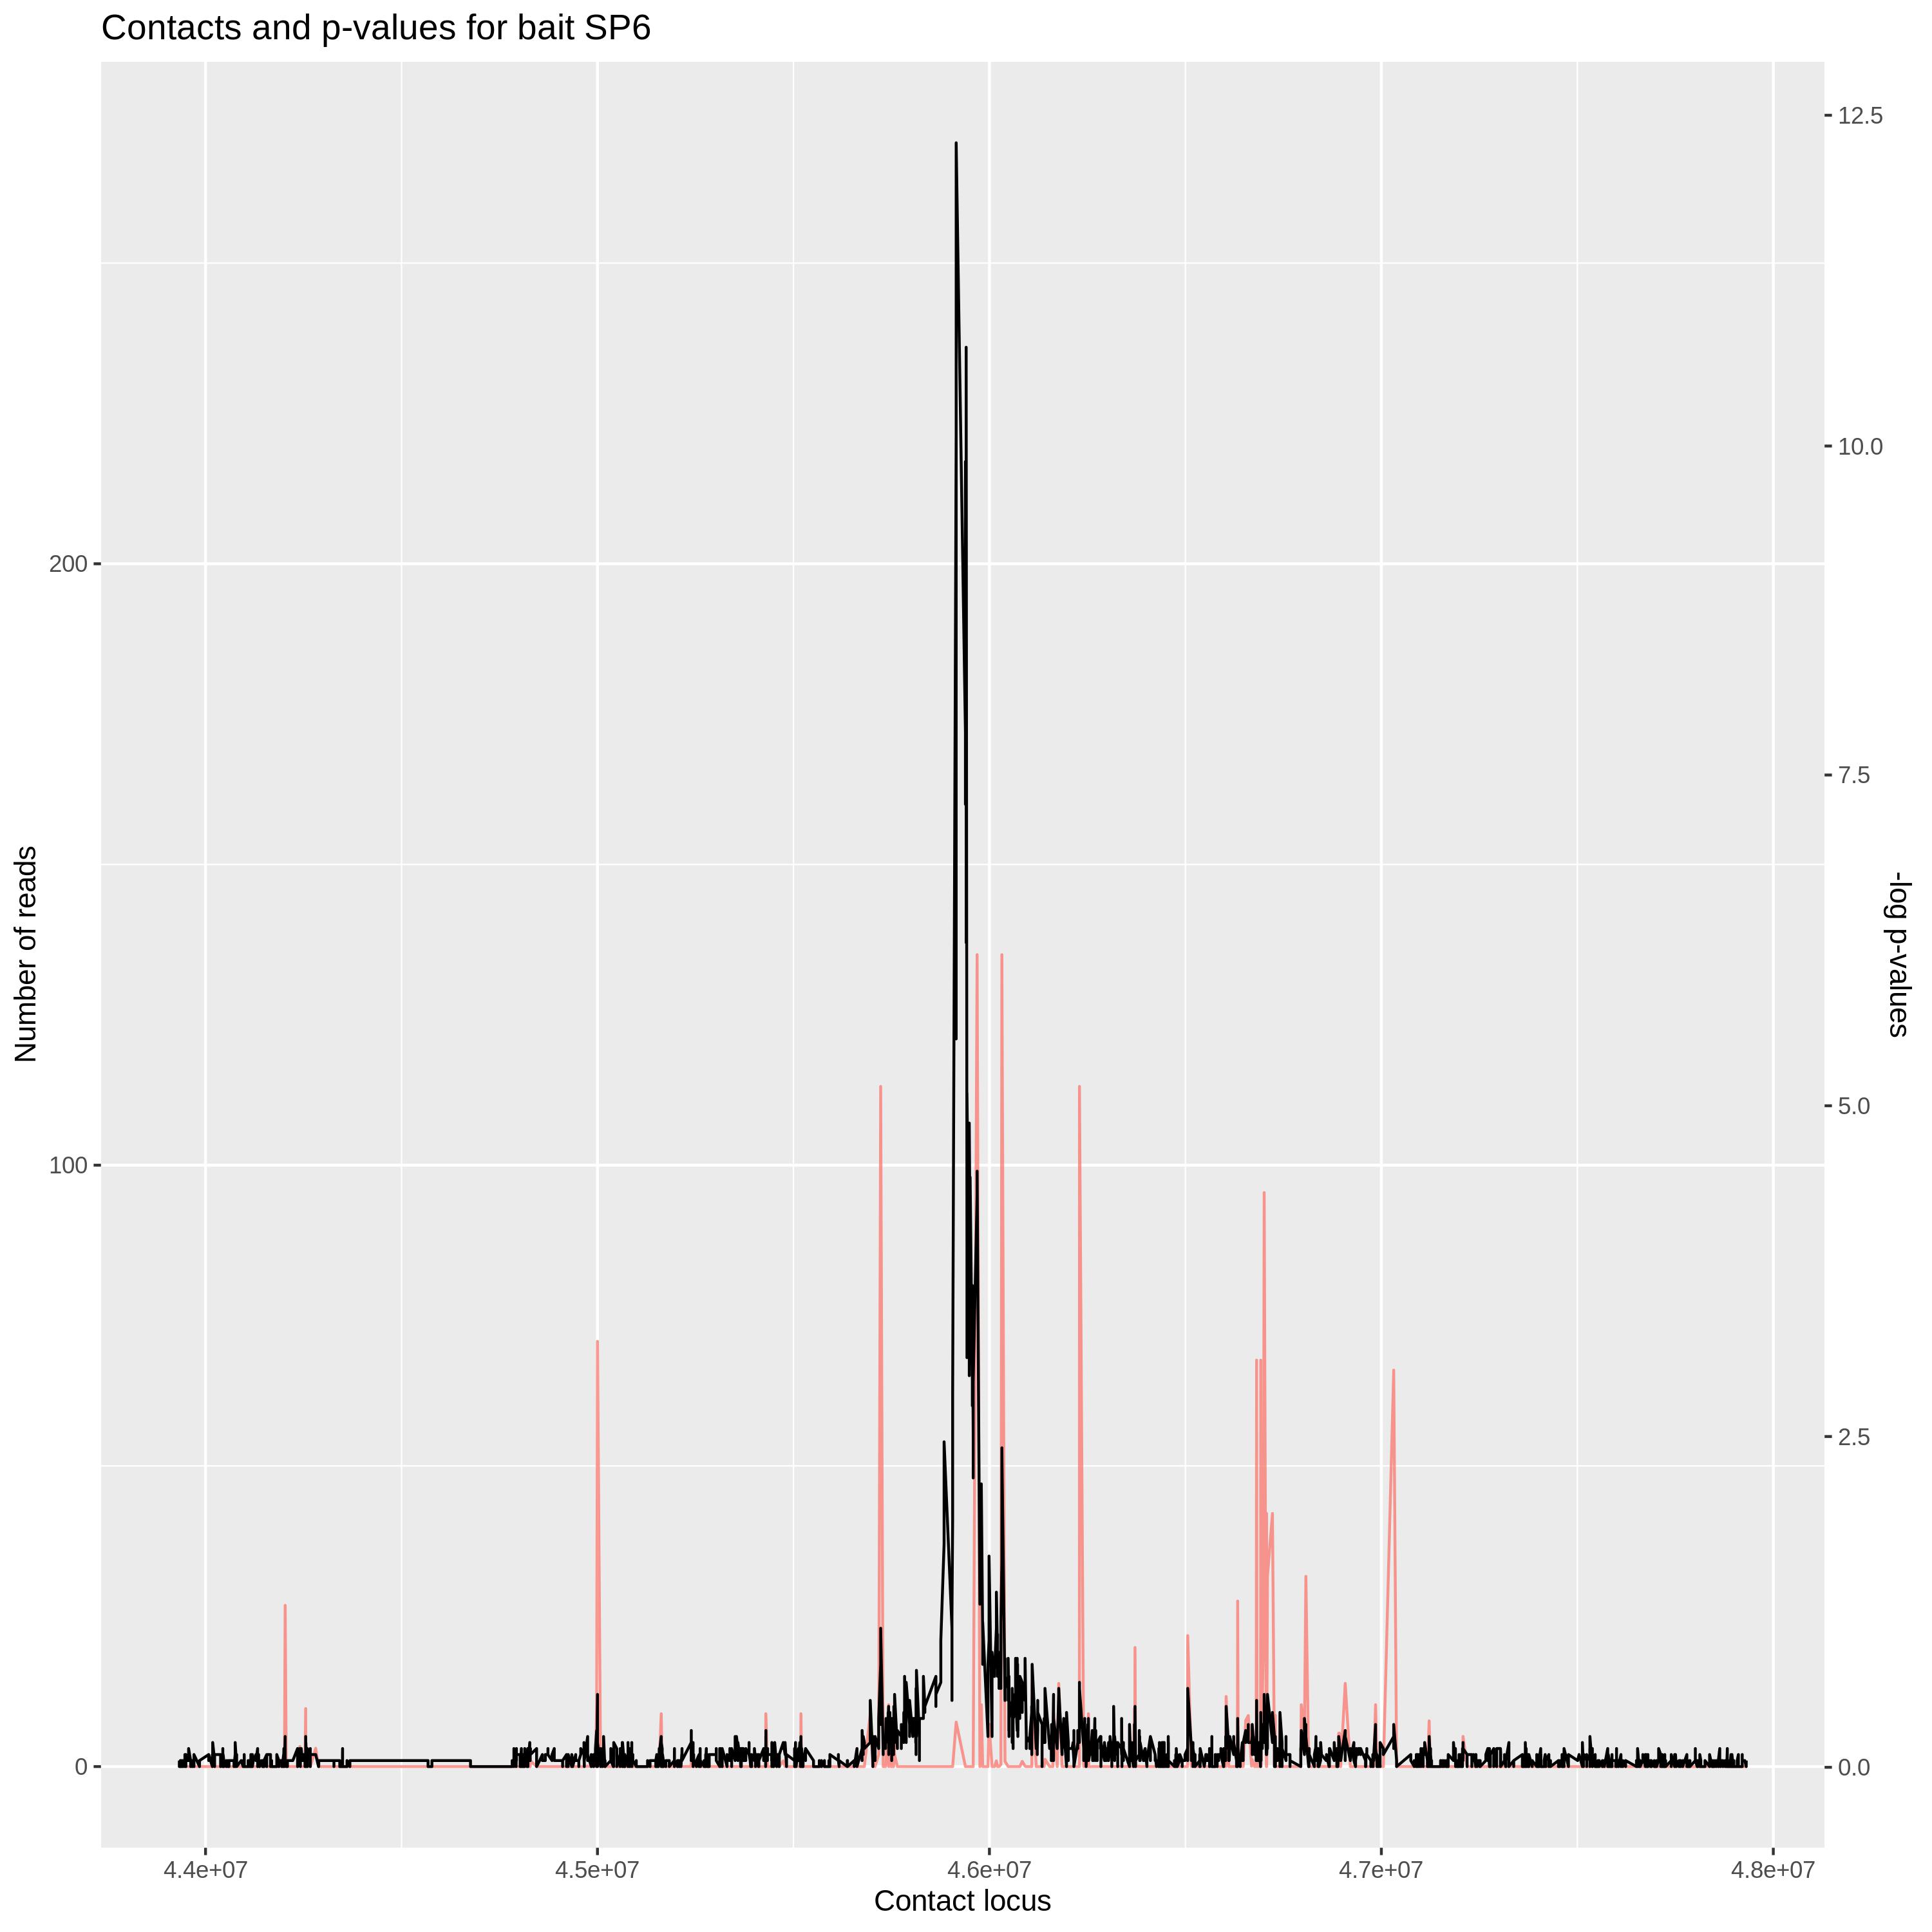 Contacts and p-values for bait SP6
12.5
10.0
200
7.5
Number of reads
-log p-values
5.0
100
2.5
0
0.0
4.4e+07
4.5e+07
4.6e+07
4.7e+07
4.8e+07
Contact locus